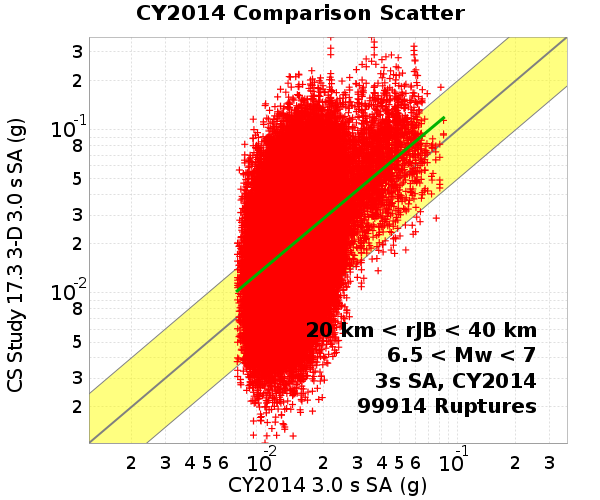 CY2014 Comparison Scatter
CS Study 17.3 3-D 3.0 s SA (g)
3
2
10-1
8
5
3
2
10-2
8
5
3
2
20 km < rJB < 40 km
6.5 < Mw < 7
3s SA, CY2014
99914 Ruptures
2 3 4 5 6 10-2 2 3 4 5 6 10-1 2 3
CY2014 3.0 s SA (g)